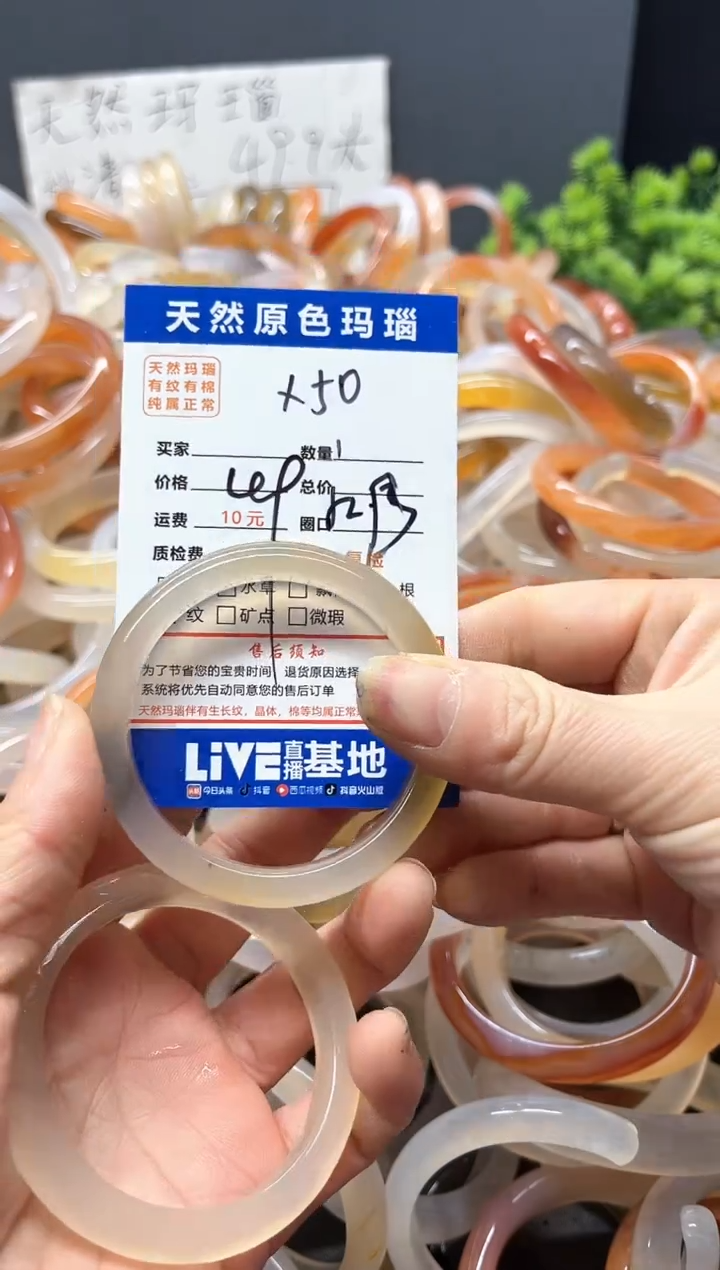 天然玛瑙
499
天然原色玛瑙
天然玛瑙
有纹有棉
纯属正常
x50
买家 数量 1
价格 总价
运费 10元 圈口
质检费
水草
纹 矿点 微瑕
根
售后须知
为了节省您的宝贵时间 退货原因选择
系统将优先自动同意您的售后订单
天然玛瑙伴有生长纹，晶体，棉等均属正常
LIVE直播基地
头条 今日头条 抖音 西瓜视频 抖音火山版